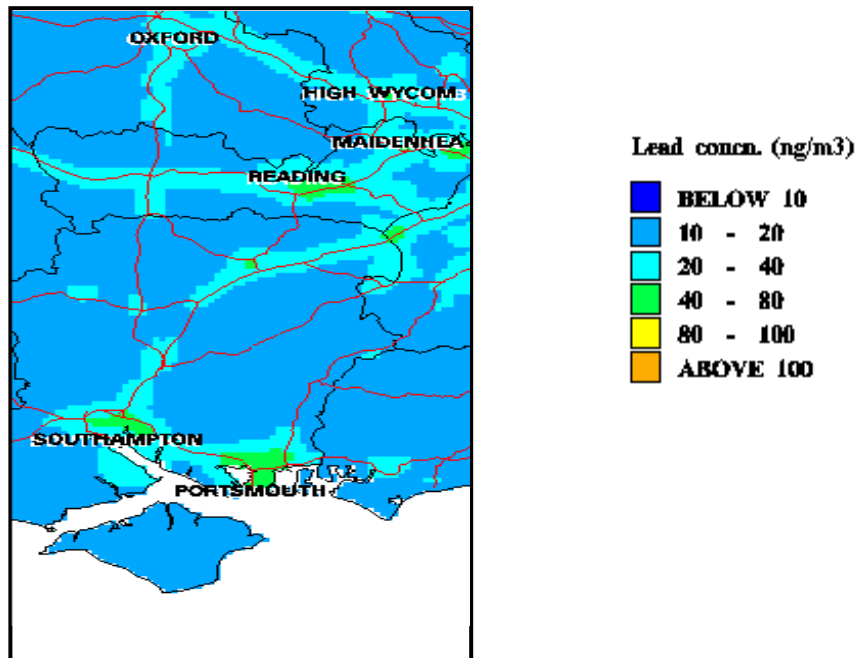 OXFORD
HIGH WYCOMB
MAIDENHEA
READING
SOUTHAMPTON
PORTSMOUTH
Lead concn. (ng/m3)
BELOW 10
10 - 20
20 - 40
40 - 80
80 - 100
ABOVE 100